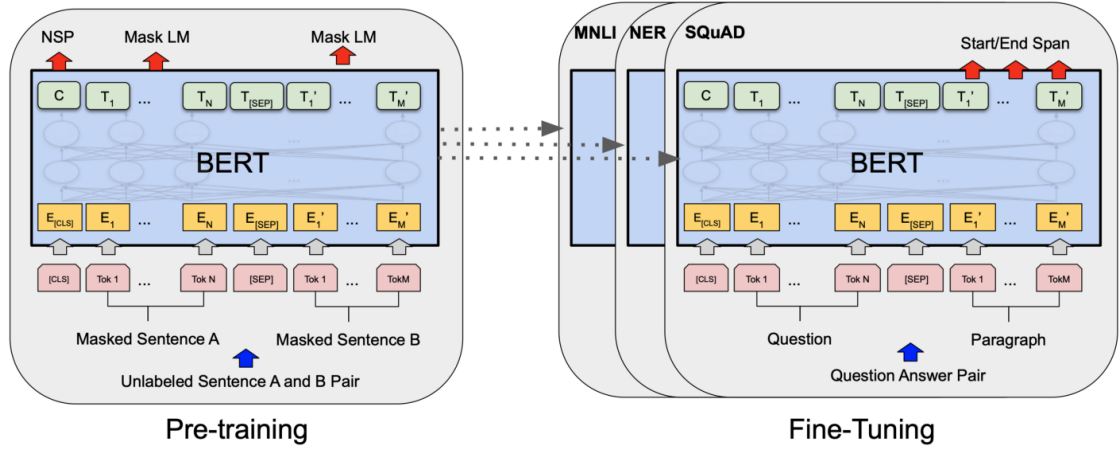 NSP Mask LM Mask LM
C T1 ... TN T[SEP] T1' ... TM'
BERT
E[CLS] E1 ... EN E[SEP] E1' ... EM'
[CLS] Tok 1 ... Tok N [SEP] Tok 1 ... TokM
Masked Sentence A Masked Sentence B
Unlabeled Sentence A and B Pair
Pre-training
MNLI NER SQuAD
Start/End Span
C T1 ... TN T[SEP] T1' ... TM'
BERT
E[CLS] E1 ... EN E[SEP] E1' ... EM'
[CLS] Tok 1 ... Tok N [SEP] Tok 1 ... TokM
Question Paragraph
Question Answer Pair
Fine-Tuning